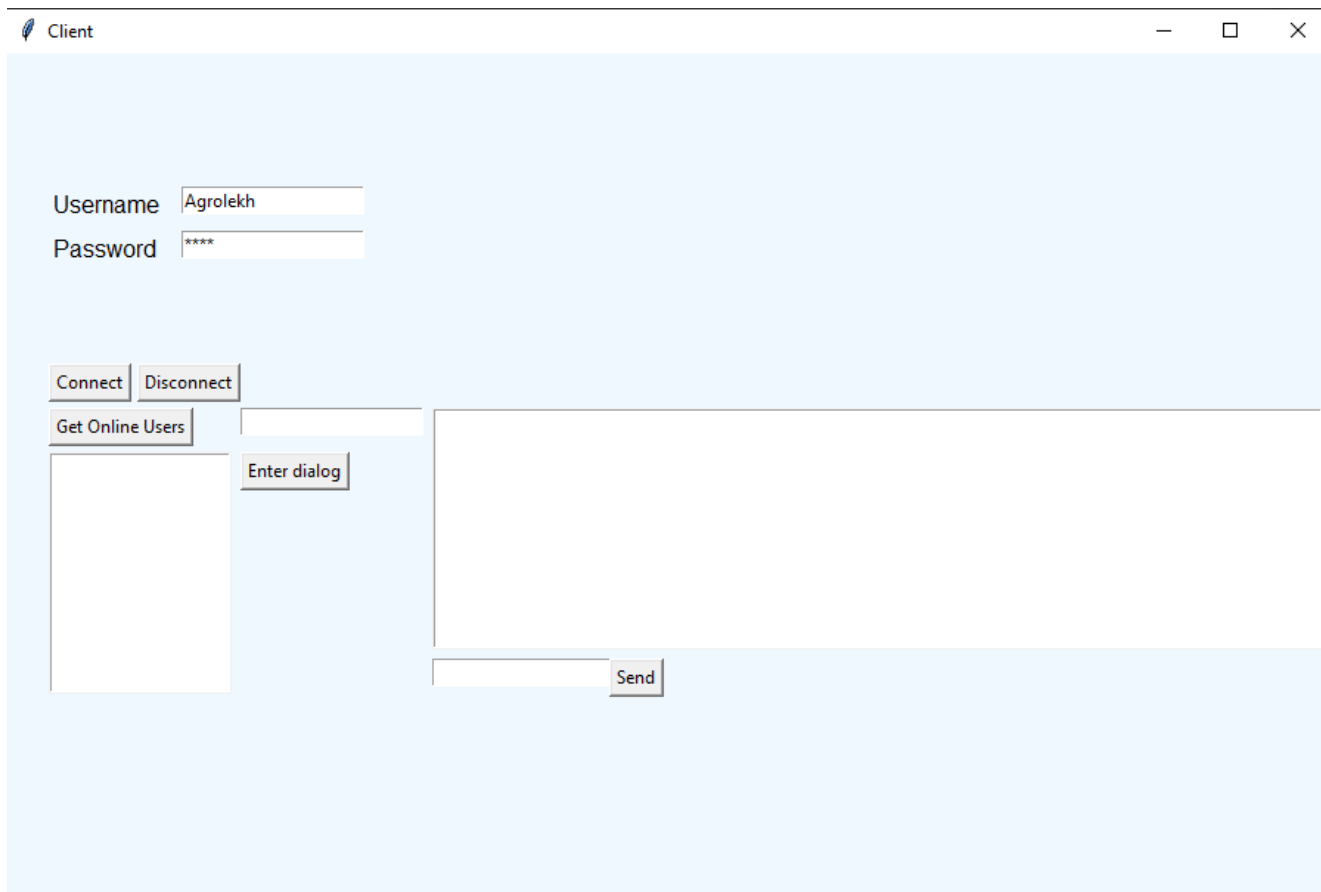 Client
Username Agrolekh
Password ****
Connect Disconnect
Get Online Users
Enter dialog
Send